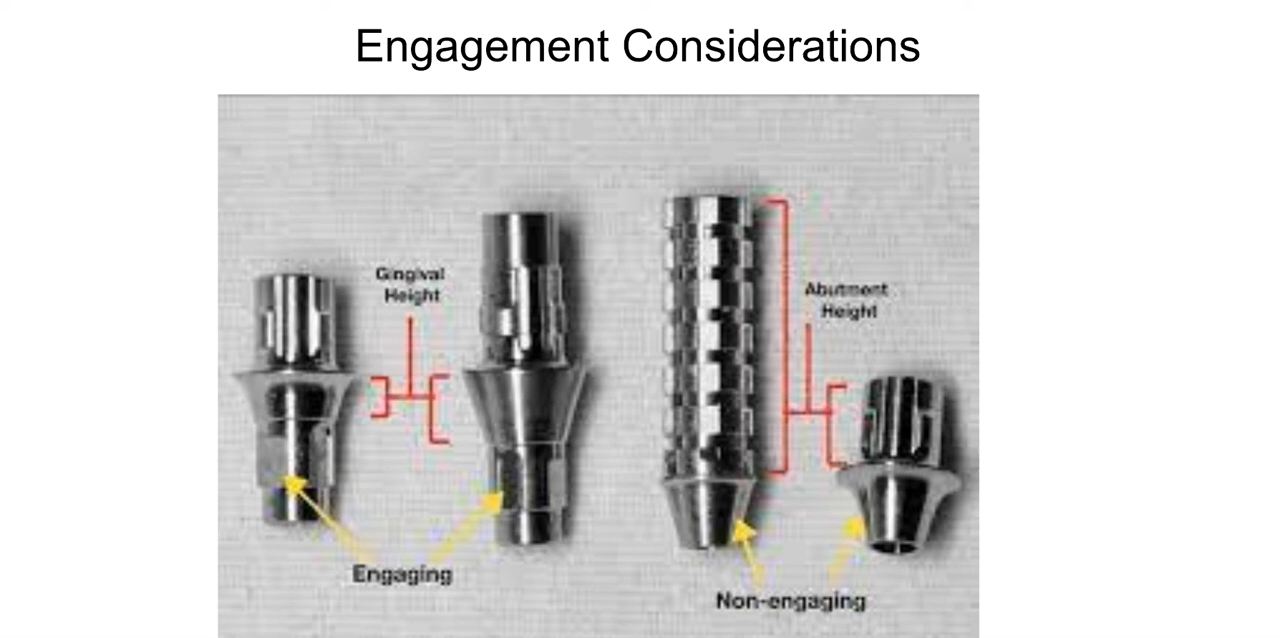 Engagement Considerations
Gingival
Height
Abutment
Height
Engaging
Non-engaging